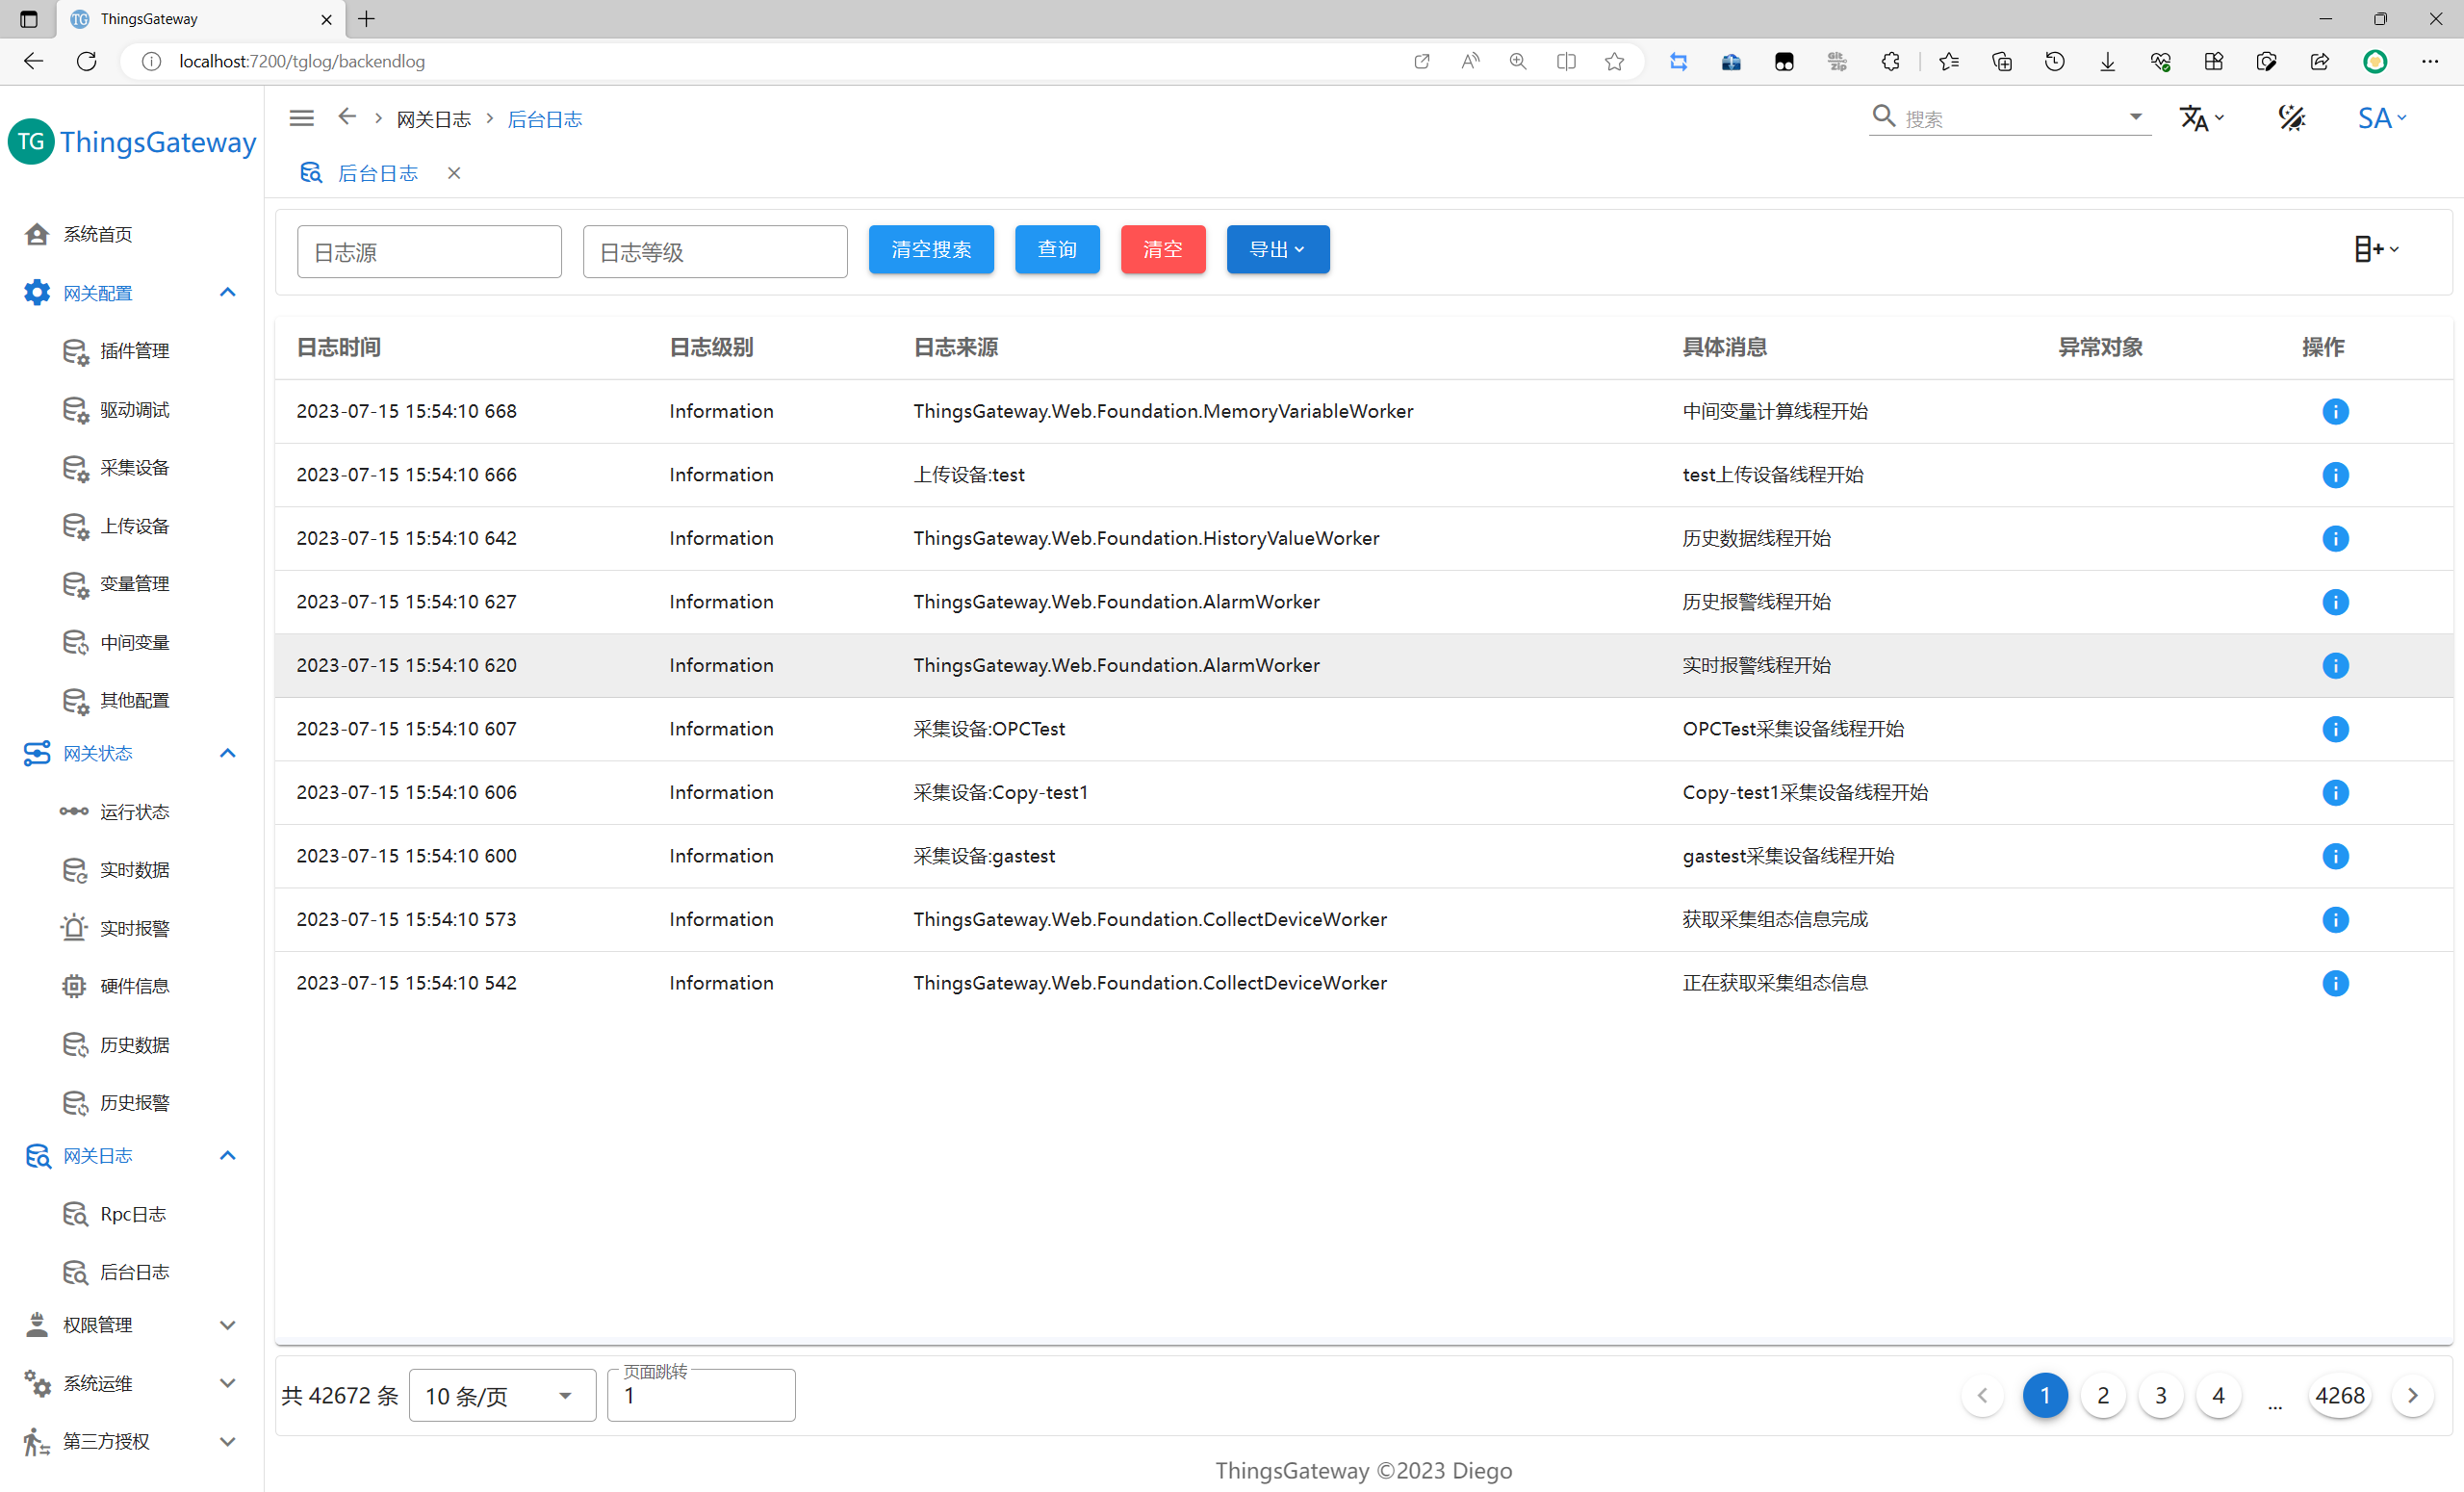 ThingsGateway
localhost:7200/tglog/backendlog
TG ThingsGateway
网关日志 后台日志
搜索
SA
后台日志
系统首页
网关配置
插件管理
驱动调试
采集设备
上传设备
变量管理
中间变量
其他配置
网关状态
运行状态
实时数据
实时报警
硬件信息
历史数据
历史报警
网关日志
Rpc日志
后台日志
权限管理
系统运维
第三方授权
日志源 日志等级 清空搜索 查询 清空 导出
日志时间 日志级别 日志来源 具体消息 异常对象 操作
2023-07-15 15:54:10 668 Information ThingsGateway.Web.Foundation.MemoryVariableWorker 中间变量计算线程开始
2023-07-15 15:54:10 666 Information 上传设备:test test上传设备线程开始
2023-07-15 15:54:10 642 Information ThingsGateway.Web.Foundation.HistoryValueWorker 历史数据线程开始
2023-07-15 15:54:10 627 Information ThingsGateway.Web.Foundation.AlarmWorker 历史报警线程开始
2023-07-15 15:54:10 620 Information ThingsGateway.Web.Foundation.AlarmWorker 实时报警线程开始
2023-07-15 15:54:10 607 Information 采集设备:OPCTest OPCTest采集设备线程开始
2023-07-15 15:54:10 606 Information 采集设备:Copy-test1 Copy-test1采集设备线程开始
2023-07-15 15:54:10 600 Information 采集设备:gastest gastest采集设备线程开始
2023-07-15 15:54:10 573 Information ThingsGateway.Web.Foundation.CollectDeviceWorker 获取采集组态信息完成
2023-07-15 15:54:10 542 Information ThingsGateway.Web.Foundation.CollectDeviceWorker 正在获取采集组态信息
共 42672 条 10 条/页 页面跳转 1
1 2 3 4 ... 4268
ThingsGateway ©2023 Diego